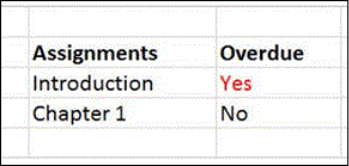 Assignments Overdue
Introduction Yes
Chapter 1 No